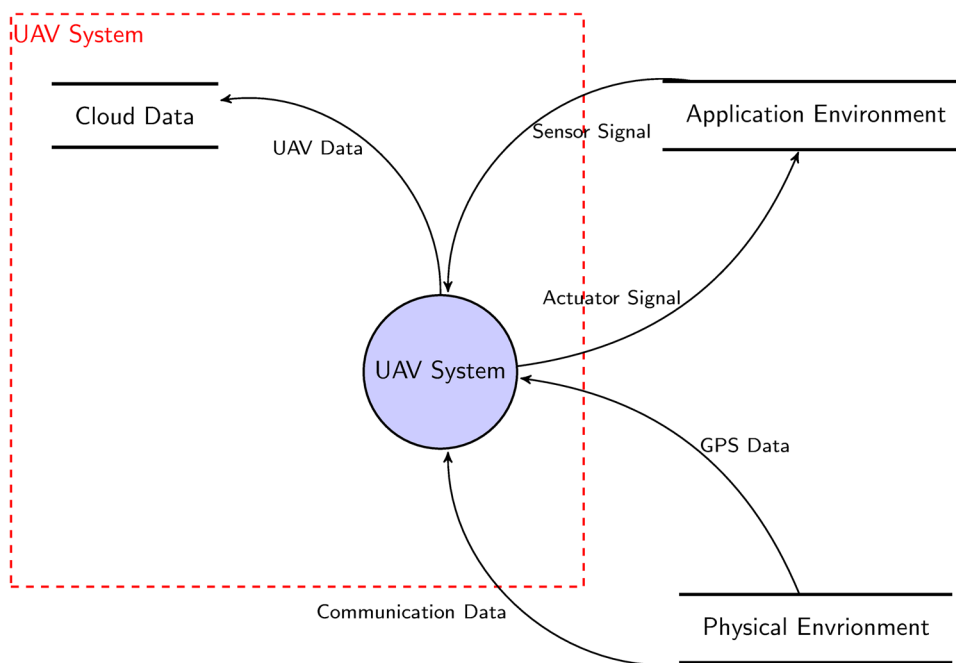 UAV System
Cloud Data
Application Environment
Sensor Signal
UAV Data
Actuator Signal
UAV System
GPS Data
Communication Data
Physical Envrionment